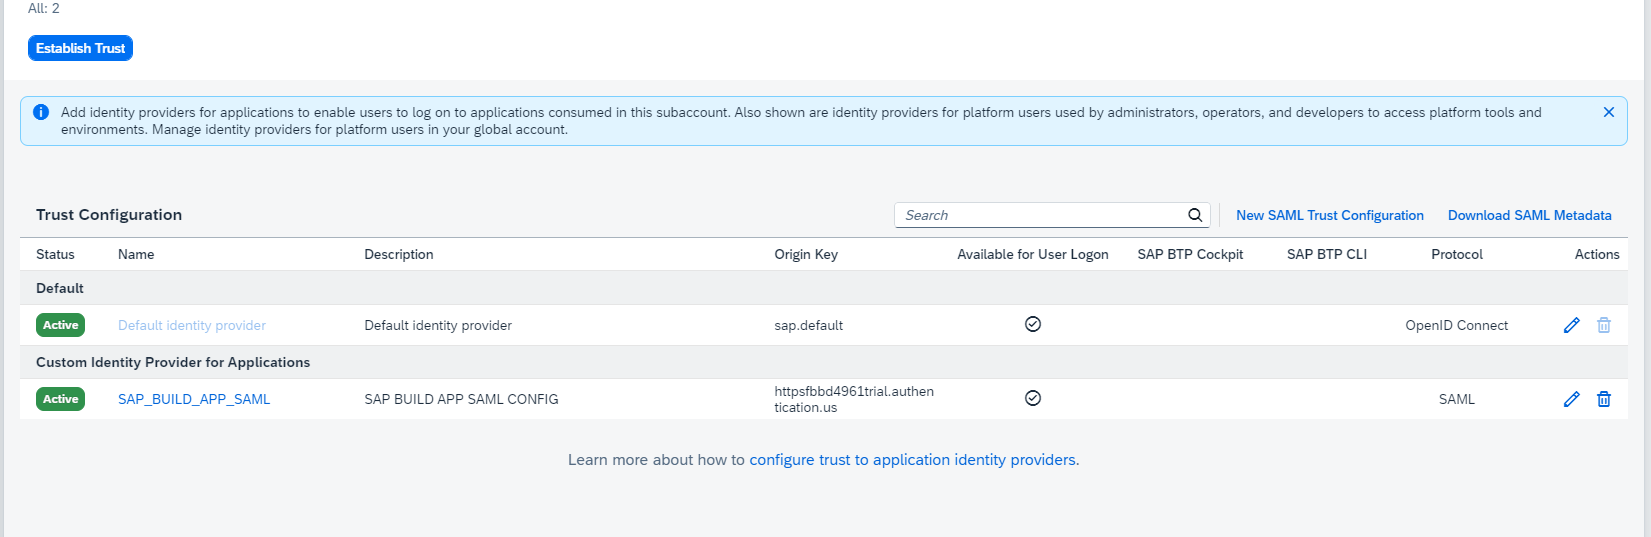 All: 2
Establish Trust
Add identity providers for applications to enable users to log on to applications consumed in this subaccount. Also shown are identity providers for platform users used by administrators, operators, and developers to access platform tools and
environments. Manage identity providers for platform users in your global account.
Trust Configuration
Search
New SAML Trust Configuration
Download SAML Metadata
Status Name Description Origin Key Available for User Logon SAP BTP Cockpit SAP BTP CLI Protocol Actions
Default
Active Default identity provider Default identity provider sap.default OpenID Connect
Custom Identity Provider for Applications
Active SAP_BUILD_APP_SAML SAP BUILD APP SAML CONFIG httpsfbbd4961trial.authen SAML
tication.us
Learn more about how to configure trust to application identity providers.